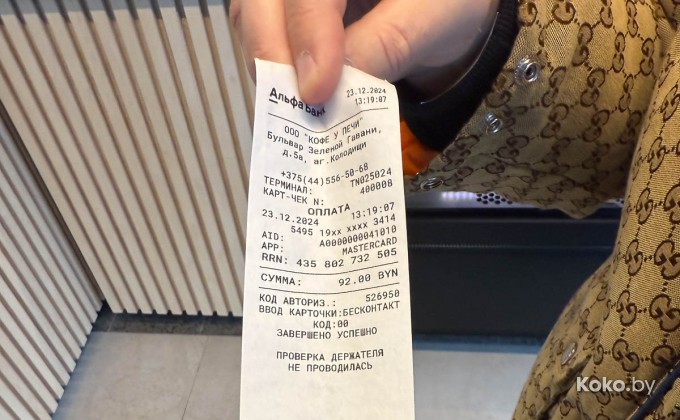 Альфа Банк 23.12.2024
13:19:07
ООО "КОФЕ У ПЕЧИ"
Бульвар Зеленой Гавани,
д.5а, аг.Колодищи
+375(44)556-50-68
ТЕРМИНАЛ: TN025024
КАРТ-ЧЕК N: 400008
ОПЛАТА
23.12.2024 13:19:07
5495 19xx xxxx 3414
AID: A0000000041010
APP: MASTERCARD
RRN: 435 802 732 505
СУММА: 92.00 BYN
КОД АВТОРИЗ.: 526950
ВВОД КАРТОЧКИ:БЕСКОНТАКТ
КОД:00
ЗАВЕРШЕНО УСПЕШНО
ПРОВЕРКА ДЕРЖАТЕЛЯ
НЕ ПРОВОДИЛАСЬ
Koko.by